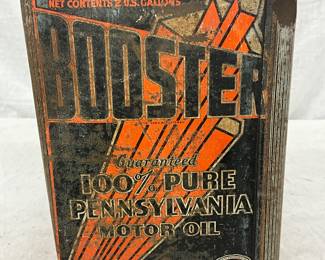 NET CONTENTS 2 U.S. GALLONS
BOOSTER
Guaranteed
100% PURE
PENNSYLVANIA
MOTOR OIL